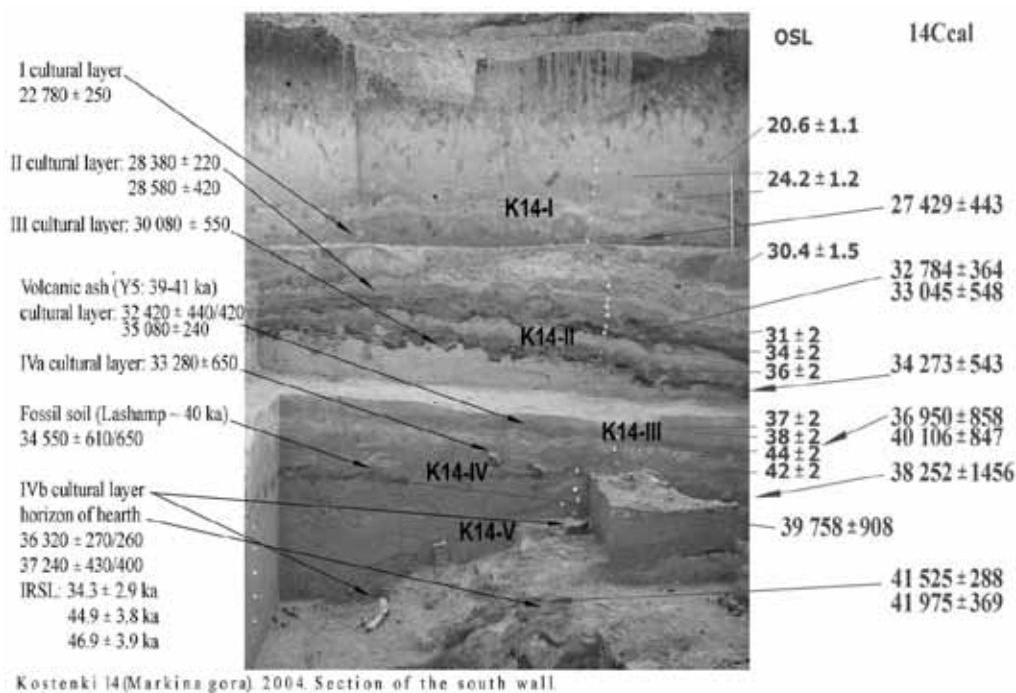 I cultural layer
22 780 ± 250
II cultural layer: 28 380 ± 220
28 580 ± 420
III cultural layer: 30 080 ± 550
Volcanic ash (Y5: 39-41 ka)
cultural layer: 32 420 ± 440/420
35 080 ± 240
IVa cultural layer: 33 280 ± 650
Fossil soil (Lashamp ~ 40 ka)
34 550 ± 610/650
IVb cultural layer
horizon of hearth
36 320 ± 270/260
37 240 ± 430/400
IRSL: 34.3 ± 2.9 ka
44.9 ± 3.8 ka
46.9 ± 3.9 ka
K14-I
K14-II
K14-III
K14-IV
K14-V
OSL
20.6 ± 1.1
24.2 ± 1.2
30.4 ± 1.5
31 ± 2
34 ± 2
36 ± 2
37 ± 2
38 ± 2
44 ± 2
42 ± 2
14Ccal
27 429 ± 443
32 784 ± 364
33 045 ± 548
34 273 ± 543
36 950 ± 858
40 106 ± 847
38 252 ± 1456
39 758 ± 908
41 525 ± 288
41 975 ± 369
Kostenki 14 (Markina gora). 2004. Section of the south wall